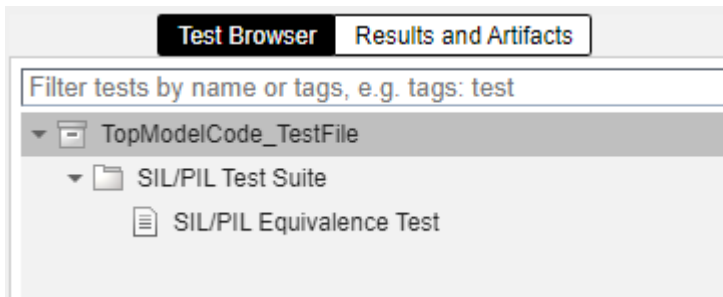 Test Browser Results and Artifacts
Filter tests by name or tags, e.g. tags: test
TopModelCode_TestFile
SIL/PIL Test Suite
SIL/PIL Equivalence Test